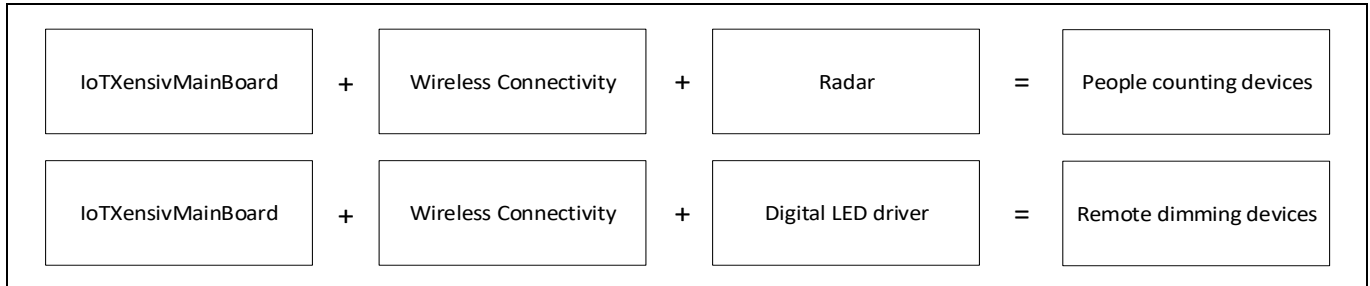 IoTXensivMainBoard + Wireless Connectivity + Radar = People counting devices
IoTXensivMainBoard + Wireless Connectivity + Digital LED driver = Remote dimming devices